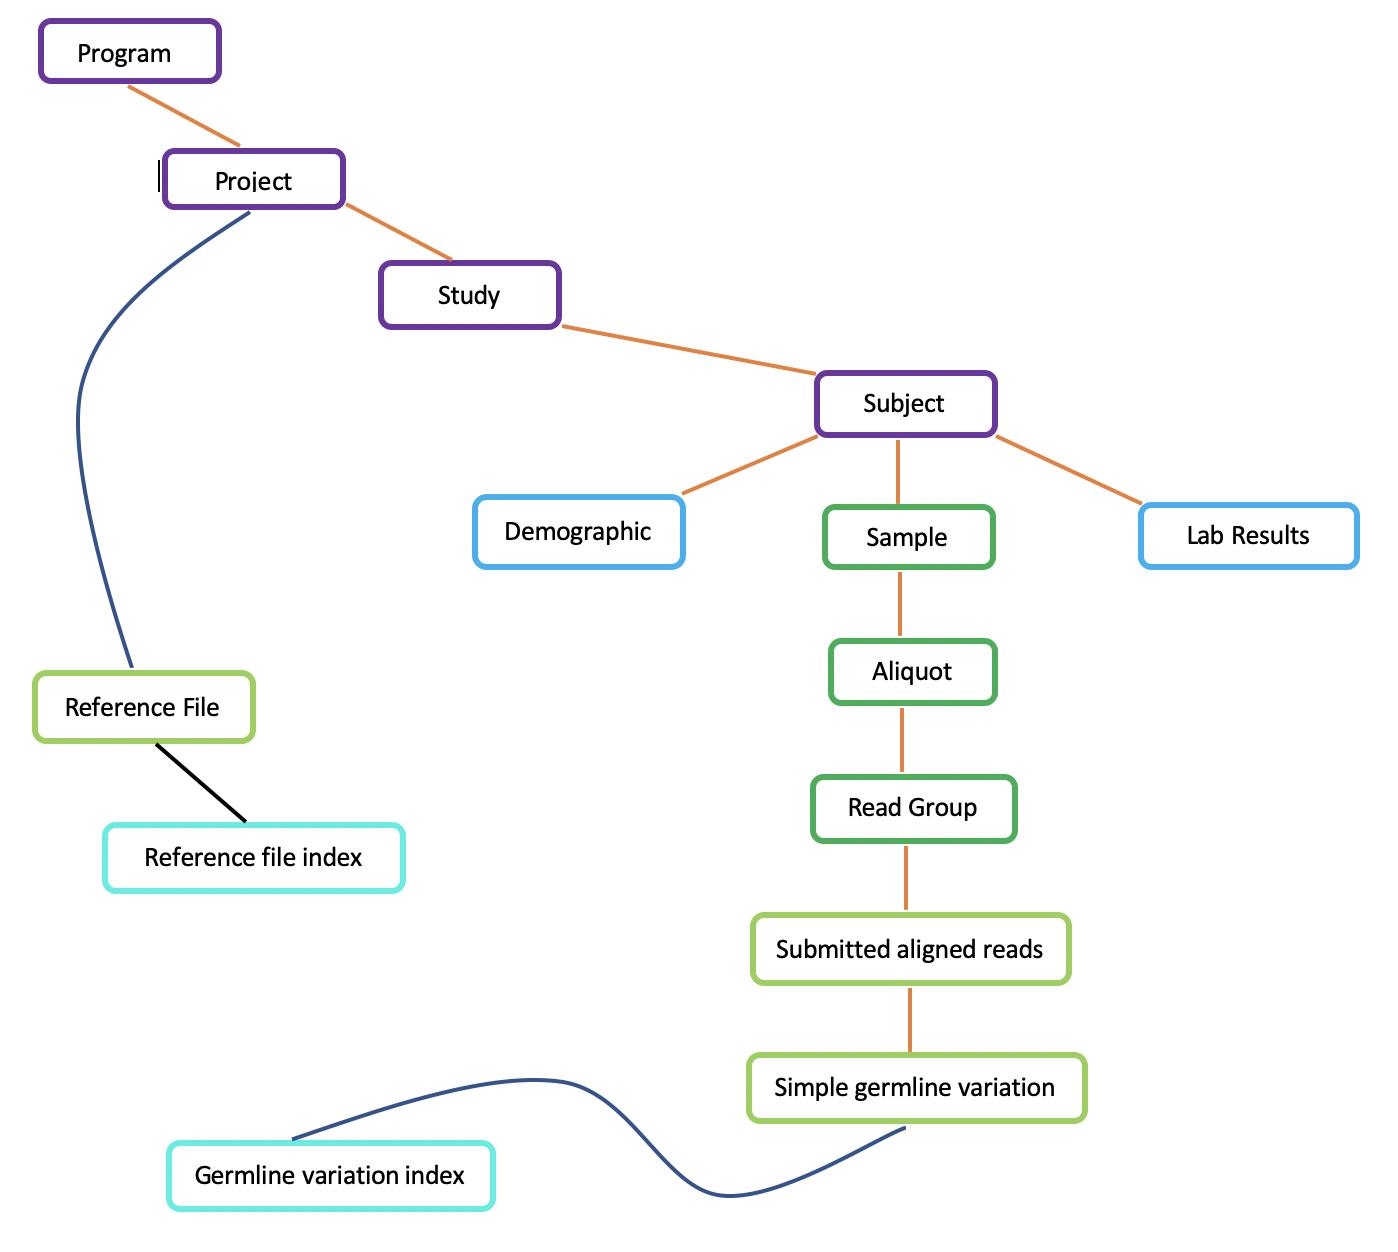 Program
Project
Study
Subject
Demographic
Sample
Lab Results
Aliquot
Reference File
Read Group
Reference file index
Submitted aligned reads
Simple germline variation
Germline variation index